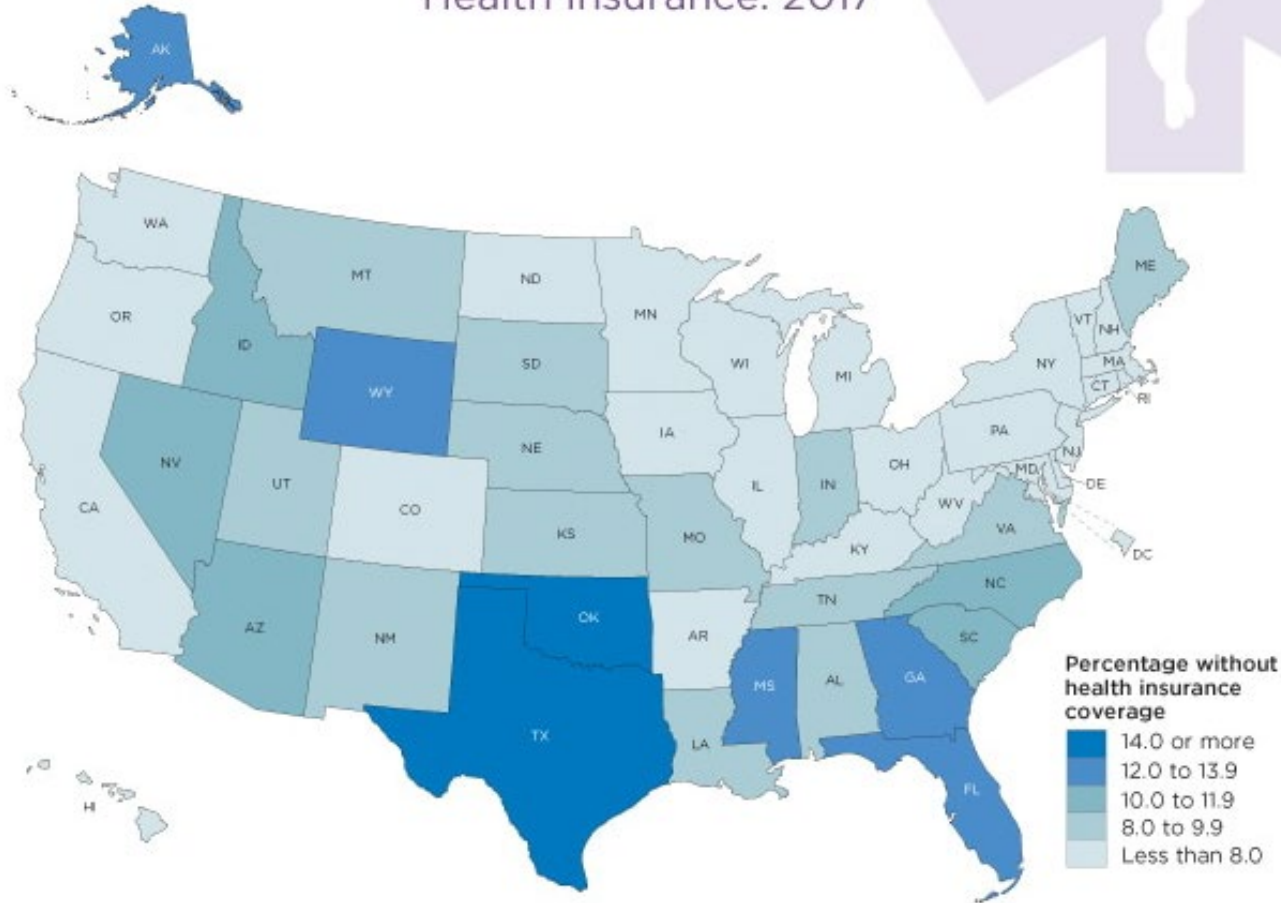 Health Insurance: 2017
AK
WA
MT
ND
MN
ME
OR
ID
SD
WI
MI
VT
NH
NY
MA
CT
RI
WY
IA
PA
NV
NE
OH
NJ
UT
IL
IN
MD
DE
CA
CO
WV
KS
MO
KY
VA
DC
AZ
NM
OK
AR
TN
NC
SC
TX
MS
AL
GA
LA
FL
HI
Percentage without
health insurance
coverage
14.0 or more
12.0 to 13.9
10.0 to 11.9
8.0 to 9.9
Less than 8.0